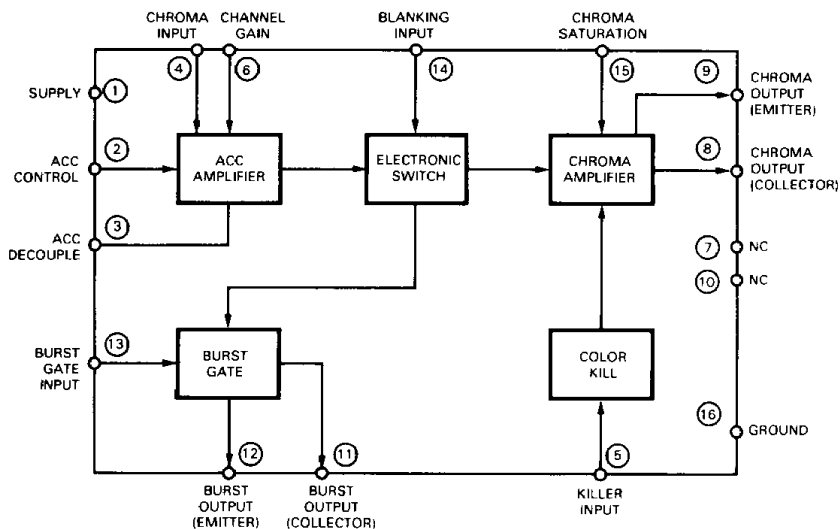 CHROMA
INPUT
CHANNEL
GAIN
BLANKING
INPUT
CHROMA
SATURATION
4
6
14
15
9
CHROMA
OUTPUT
(EMITTER)
SUPPLY
1
ACC
CONTROL
2
ACC
AMPLIFIER
ELECTRONIC
SWITCH
CHROMA
AMPLIFIER
8
CHROMA
OUTPUT
(COLLECTOR)
ACC
DECOUPLE
3
7
NC
10
NC
BURST
GATE
INPUT
13
BURST
GATE
COLOR
KILL
16
GROUND
12
11
5
BURST
OUTPUT
(EMITTER)
BURST
OUTPUT
(COLLECTOR)
KILLER
INPUT